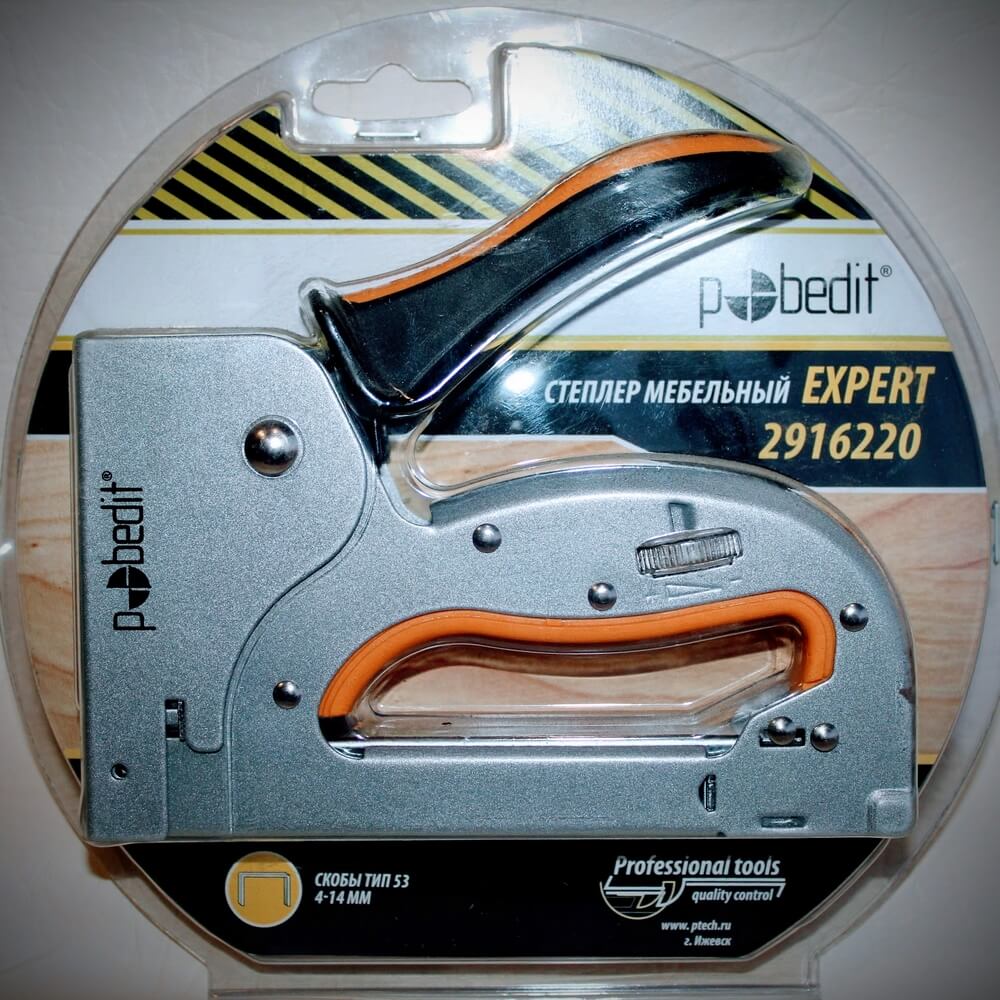 pobedit®
СТЕПЛЕР МЕБЕЛЬНЫЙ EXPERT
2916220
pobedit®
СКОБЫ ТИП 53
4-14 ММ
Professional tools
quality control
www. ptech.ru
г. Ижевск